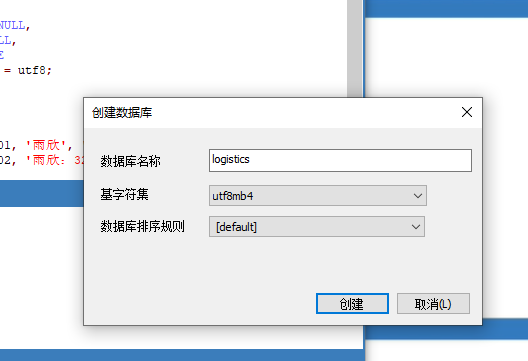 NULL,
LL,
E
= utf8;
01, '雨欣',
02, '雨欣: 32
创建数据库
数据库名称
logistics
基字符集
utf8mb4
数据库排序规则
[default]
创建
取消(L)